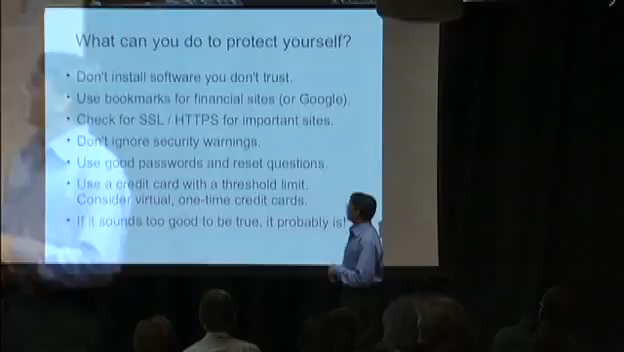 What can you do to protect yourself?
• Don't install software you don't trust.
• Use bookmarks for financial sites (or Google).
• Check for SSL / HTTPS for important sites.
• Don't ignore security warnings.
• Use good passwords and reset questions.
• Use a credit card with a threshold limit.
Consider virtual, one-time credit cards.
• If it sounds too good to be true, it probably is!